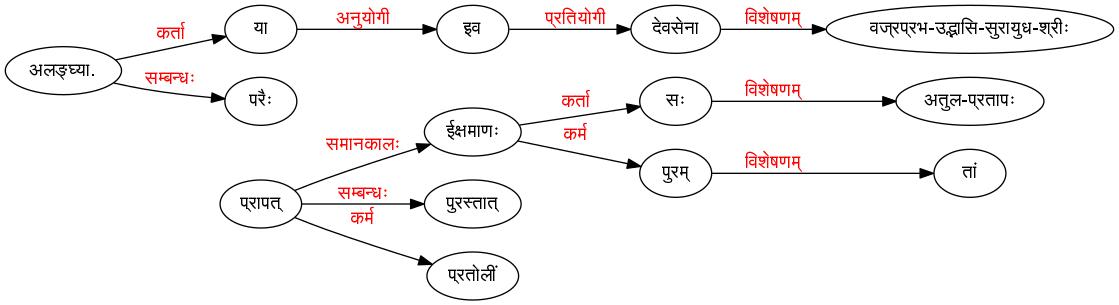 अलङ्घ्या.
कर्ता
या
अनुयोगी
इव
प्रतियोगी
देवसेना
विशेषणम्
वज्रप्रभ-उद्भासि-सुरायुध-श्रीः
सम्बन्धः
परैः
प्रापत्
समानकालः
ईक्षमाणः
कर्ता
सः
विशेषणम्
अतुल-प्रतापः
कर्म
पुरम्
विशेषणम्
तां
सम्बन्धः
पुरस्तात्
कर्म
प्रतोलीं